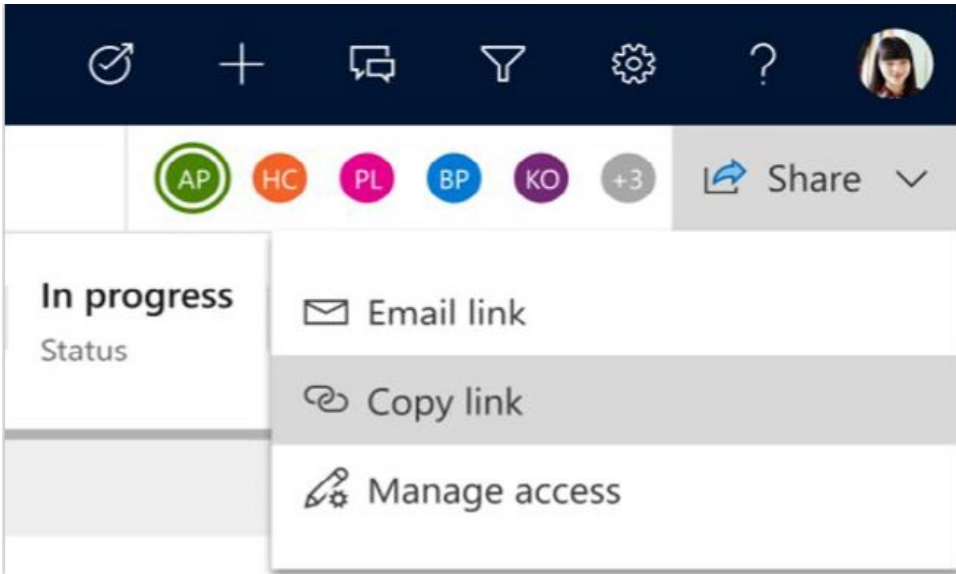 AP HC PL BP KO +3 Share
In progress
Status
Email link
Copy link
Manage access